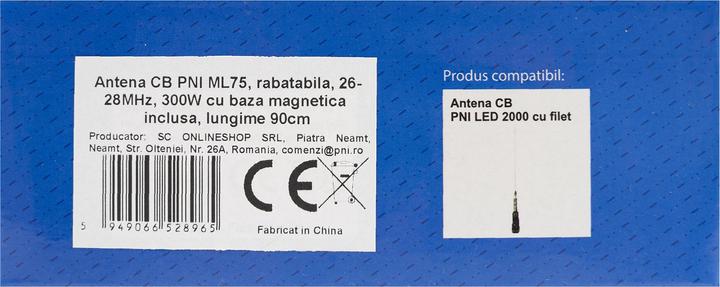 Antena CB PNI ML75, rabatabila, 26-
28MHz, 300W cu baza magnetica
inclusa, lungime 90cm
Producator: SC ONLINESHOP SRL, Piatra Neamt,
Neamt, Str. Olteniei, Nr. 26A, Romania, comenzi@pni.ro
5 949066 528965
CE
Fabricat in China
Produs compatibil:
Antena CB
PNI LED 2000 cu filet